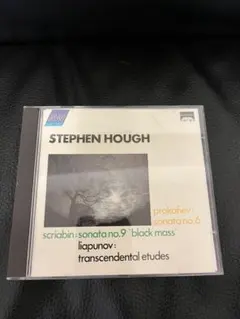 STEPHEN HOUGH
prokofiev:
sonata no.6
scriabin: sonata no.9 'black mass'
liapunov:
transcendental etudes